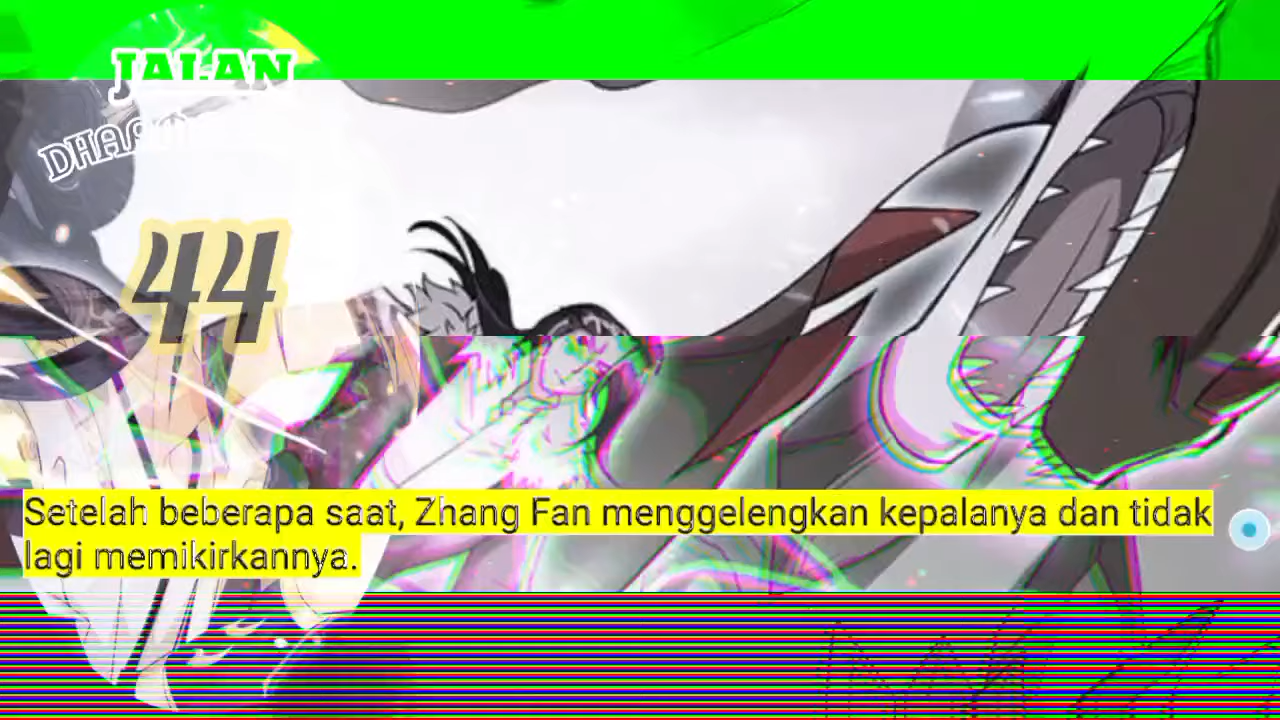 JALAN
44
Setelah beberapa saat, Zhang Fan menggelengkan kepalanya dan tidak
lagi memikirkannya.